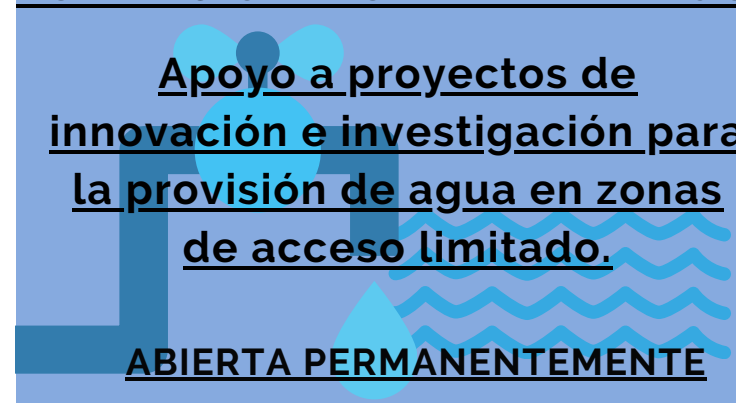 Apoyo a proyectos de
innovación e investigación para
la provisión de agua en zonas
de acceso limitado.
ABIERTA PERMANENTEMENTE